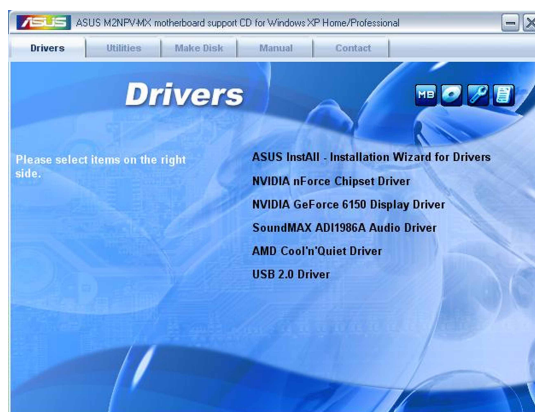 ASUS ASUS M2NPV-MX motherboard support CD for Windows XP Home/Professional
Drivers Utilities Make Disk Manual Contact
Drivers
MB
Please select items on the right
side.
ASUS InstAll - Installation Wizard for Drivers
NVIDIA nForce Chipset Driver
NVIDIA GeForce 6150 Display Driver
SoundMAX ADI1986A Audio Driver
AMD Cool'n'Quiet Driver
USB 2.0 Driver